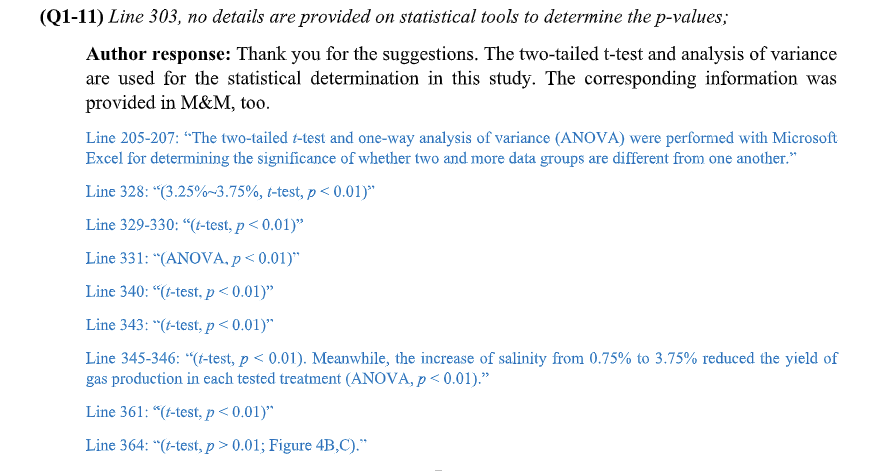 (Q1-11) Line 303, no details are provided on statistical tools to determine the p-values;
Author response: Thank you for the suggestions. The two-tailed t-test and analysis of variance
are used for the statistical determination in this study. The corresponding information was
provided in M&M, too.
Line 205-207: “The two-tailed t-test and one-way analysis of variance (ANOVA) were performed with Microsoft
Excel for determining the significance of whether two and more data groups are different from one another.”
Line 328: “(3.25%~3.75%, t-test, p < 0.01)”
Line 329-330: “(t-test, p < 0.01)”
Line 331: “(ANOVA, p < 0.01)”
Line 340: “(t-test, p < 0.01)”
Line 343: “(t-test, p < 0.01)”
Line 345-346: “(t-test, p < 0.01). Meanwhile, the increase of salinity from 0.75% to 3.75% reduced the yield of
gas production in each tested treatment (ANOVA, p < 0.01).”
Line 361: “(t-test, p < 0.01)”
Line 364: “(t-test, p > 0.01; Figure 4B,C).”